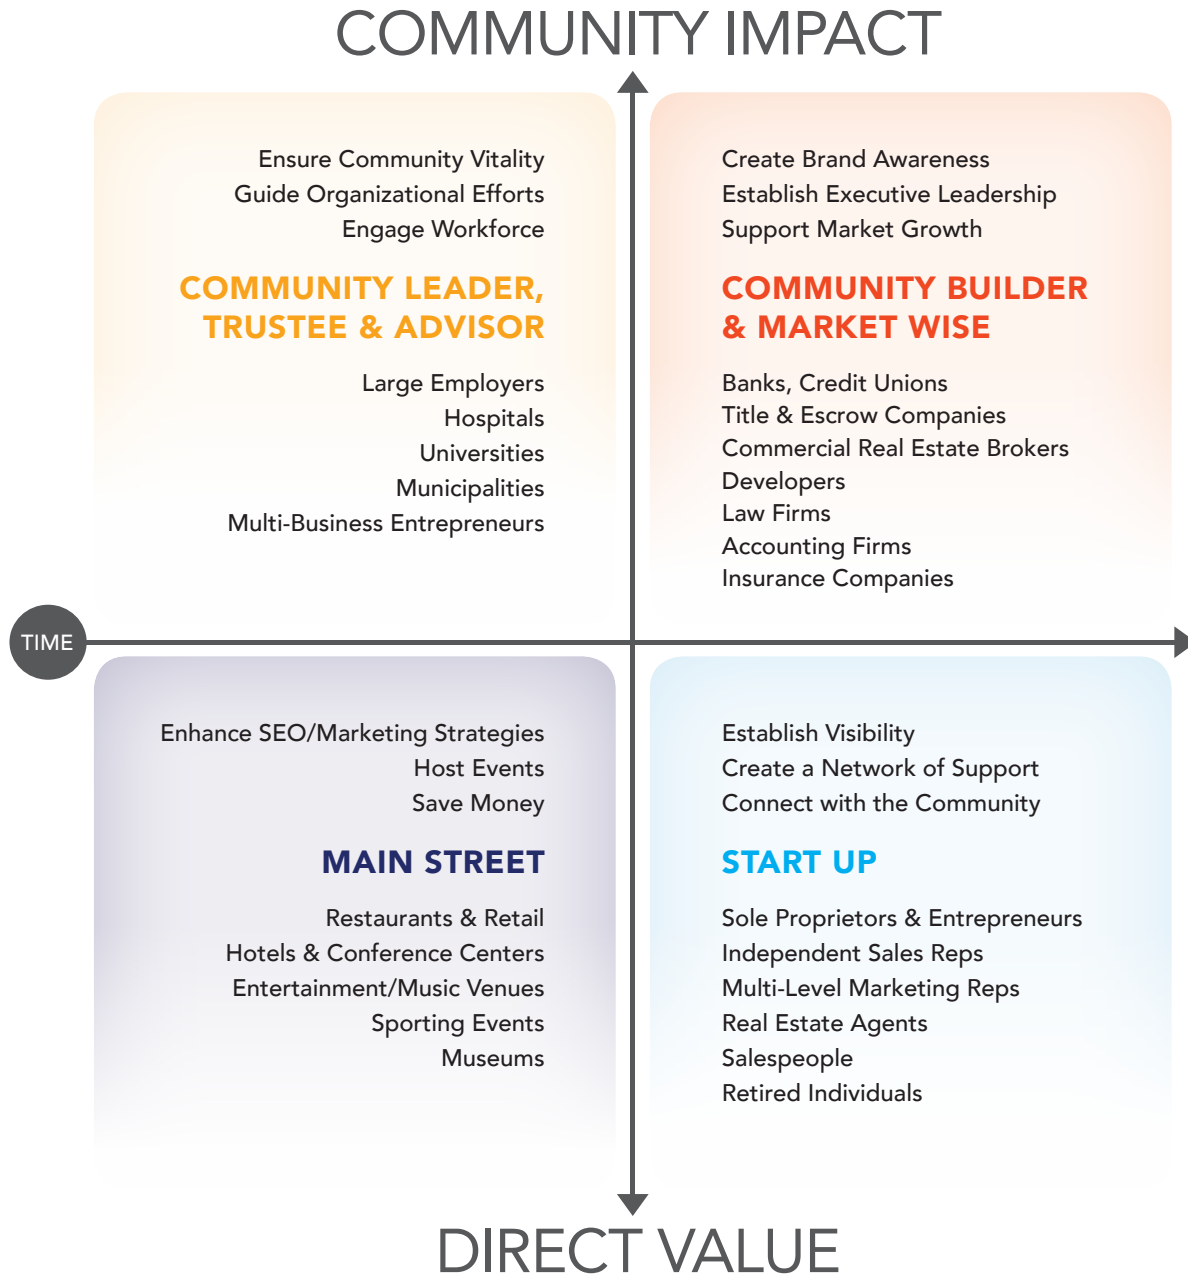 COMMUNITY IMPACT
Ensure Community Vitality
Guide Organizational Efforts
Engage Workforce
COMMUNITY LEADER,
TRUSTEE & ADVISOR
Large Employers
Hospitals
Universities
Municipalities
Multi-Business Entrepreneurs
Create Brand Awareness
Establish Executive Leadership
Support Market Growth
COMMUNITY BUILDER
& MARKET WISE
Banks, Credit Unions
Title & Escrow Companies
Commercial Real Estate Brokers
Developers
Law Firms
Accounting Firms
Insurance Companies
TIME
Enhance SEO/Marketing Strategies
Host Events
Save Money
MAIN STREET
Restaurants & Retail
Hotels & Conference Centers
Entertainment/Music Venues
Sporting Events
Museums
Establish Visibility
Create a Network of Support
Connect with the Community
START UP
Sole Proprietors & Entrepreneurs
Independent Sales Reps
Multi-Level Marketing Reps
Real Estate Agents
Salespeople
Retired Individuals
DIRECT VALUE